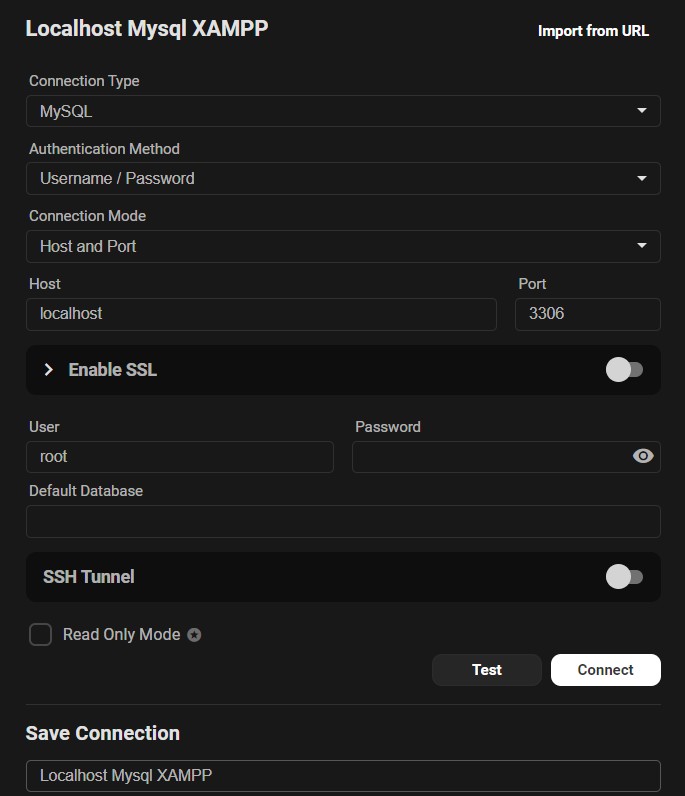 Localhost Mysql XAMPP
Import from URL
Connection Type
MySQL
Authentication Method
Username / Password
Connection Mode
Host and Port
Host
Port
localhost
3306
Enable SSL
User
Password
root
Default Database
SSH Tunnel
Read Only Mode
Test
Connect
Save Connection
Localhost Mysql XAMPP